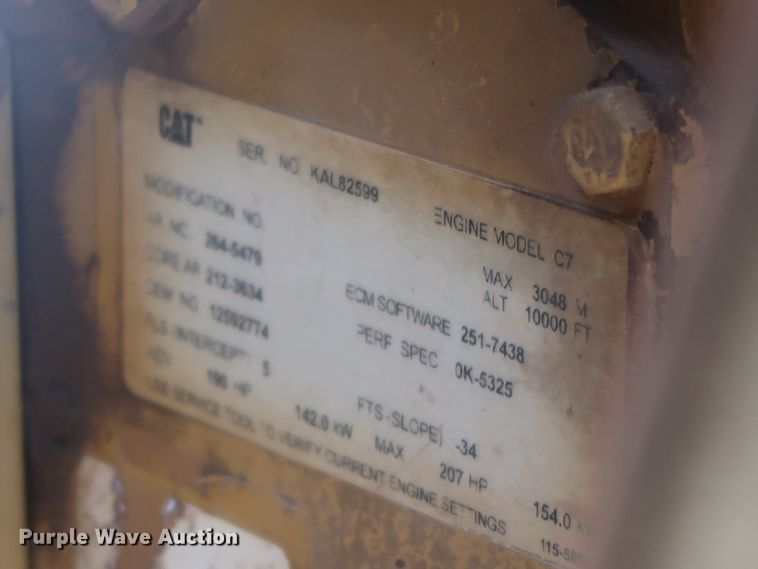 CAT
SER. NO. KAL82599 ENGINE MODEL C7
MODIFICATION NO. MAX 3048 M
AR NO. 264-5479 ALT 10000 FT
CORE AR 212-3634 ECM SOFTWARE 251-7438
OEM NO 12592774 PERF SPEC 0K-5325
FLS (INTERCEPT) 5 FTS (SLOPE) -34
190 HP 142.0 kW MAX 207 HP 154.0
USE SERVICE TOOL TO VERIFY CURRENT ENGINE SETTINGS
Purple Wave Auction
CAT